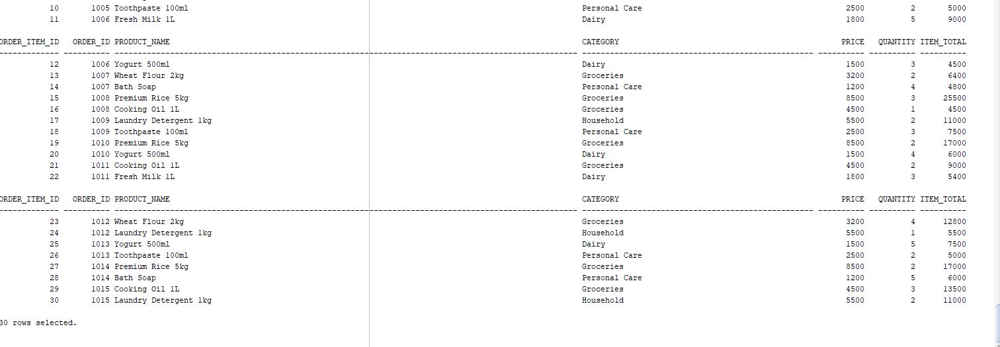 10 1005 Toothpaste 100ml Personal Care 2500 2 5000
11 1006 Fresh Milk 1L Dairy 1800 5 9000
ORDER_ITEM_ID ORDER_ID PRODUCT_NAME CATEGORY PRICE QUANTITY ITEM_TOTAL
12 1006 Yogurt 500ml Dairy 1500 3 4500
13 1007 Wheat Flour 2kg Groceries 3200 2 6400
14 1007 Bath Soap Personal Care 1200 4 4800
15 1008 Premium Rice 5kg Groceries 8500 3 25500
16 1008 Cooking Oil 1L Groceries 4500 1 4500
17 1009 Laundry Detergent 1kg Household 5500 2 11000
18 1009 Toothpaste 100ml Personal Care 2500 3 7500
19 1010 Premium Rice 5kg Groceries 8500 2 17000
20 1010 Yogurt 500ml Dairy 1500 4 6000
21 1011 Cooking Oil 1L Groceries 4500 2 9000
22 1011 Fresh Milk 1L Dairy 1800 3 5400
ORDER_ITEM_ID ORDER_ID PRODUCT_NAME CATEGORY PRICE QUANTITY ITEM_TOTAL
23 1012 Wheat Flour 2kg Groceries 3200 4 12800
24 1012 Laundry Detergent 1kg Household 5500 1 5500
25 1013 Yogurt 500ml Dairy 1500 5 7500
26 1013 Toothpaste 100ml Personal Care 2500 2 5000
27 1014 Premium Rice 5kg Groceries 8500 2 17000
28 1014 Bath Soap Personal Care 1200 5 6000
29 1015 Cooking Oil 1L Groceries 4500 3 13500
30 1015 Laundry Detergent 1kg Household 5500 2 11000
30 rows selected.